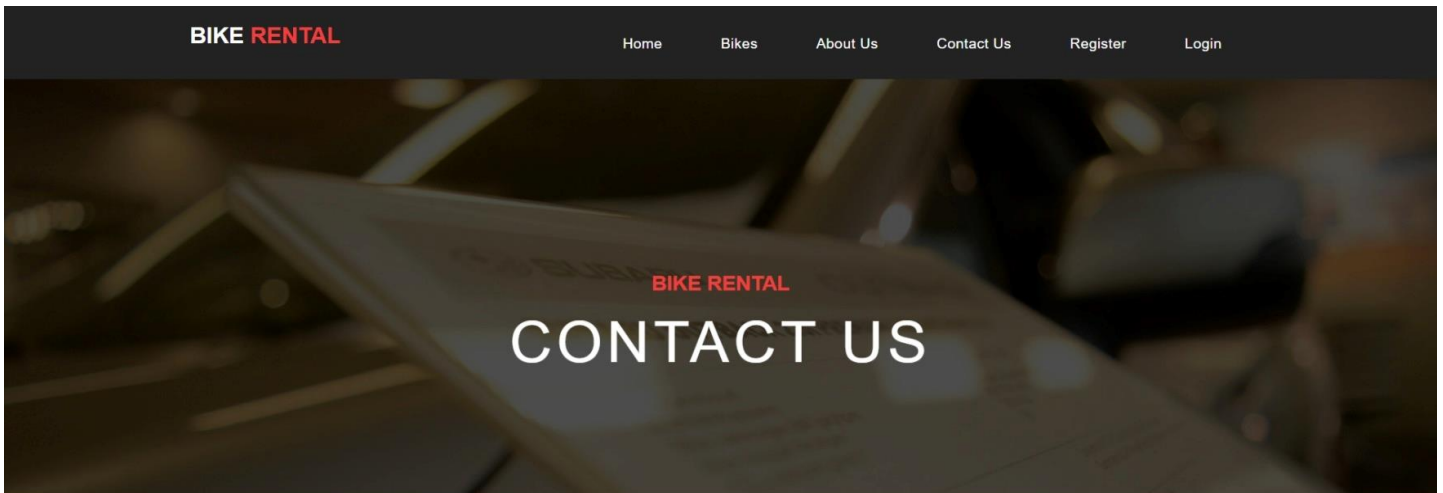 BIKE RENTAL
Home Bikes About Us Contact Us Register Login
BIKE RENTAL
CONTACT US